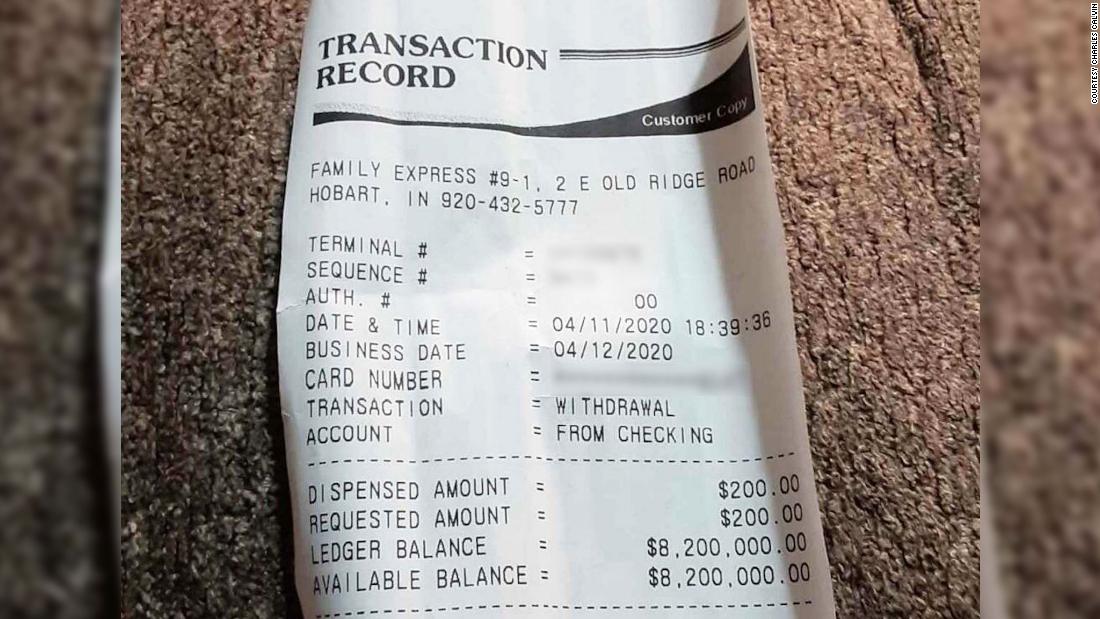 TRANSACTION
RECORD
Customer Copy
FAMILY EXPRESS #9-1, 2 E OLD RIDGE ROAD
HOBART, IN 920-432-5777
TERMINAL # =
SEQUENCE # =
AUTH. # = 00
DATE & TIME = 04/11/2020 18:39:36
BUSINESS DATE = 04/12/2020
CARD NUMBER =
TRANSACTION = WITHDRAWAL
ACCOUNT = FROM CHECKING
DISPENSED AMOUNT = $200.00
REQUESTED AMOUNT = $200.00
LEDGER BALANCE = $8,200,000.00
AVAILABLE BALANCE = $8,200,000.00
COURTESY CHARLES CALVIN